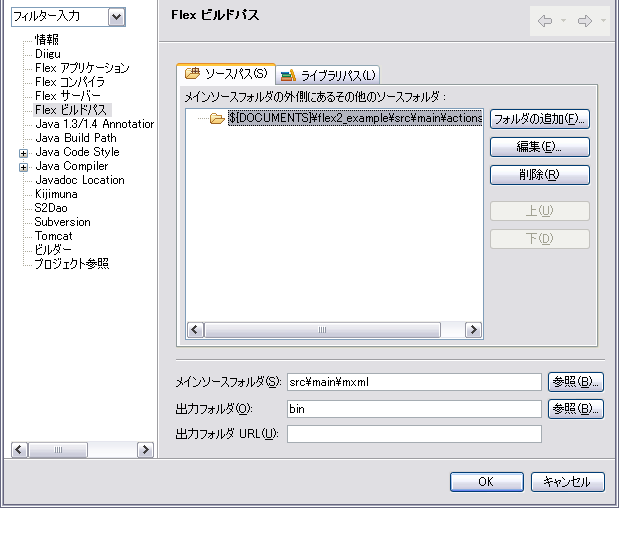 フィルター入力
Flex ビルドパス
情報
Diigu
Flex アプリケーション
Flex コンパイラ
Flex サーバー
Flex ビルドパス
Java 1.3/1.4 Annotation
Java Build Path
Java Code Style
Java Compiler
Javadoc Location
Kijimuna
S2Dao
Subversion
Tomcat
ビルダー
プロジェクト参照
ソースパス(S)
ライブラリパス(L)
メインソースフォルダの外側にあるその他のソースフォルダ :
${DOCUMENTS}¥flex2_example¥src¥main¥actions
フォルダの追加(F)...
編集(E)...
削除(R)
上(U)
下(D)
メインソースフォルダ(S): src¥main¥mxml 参照(B)...
出力フォルダ(O): bin 参照(B)...
出力フォルダ URL(U):
OK
キャンセル